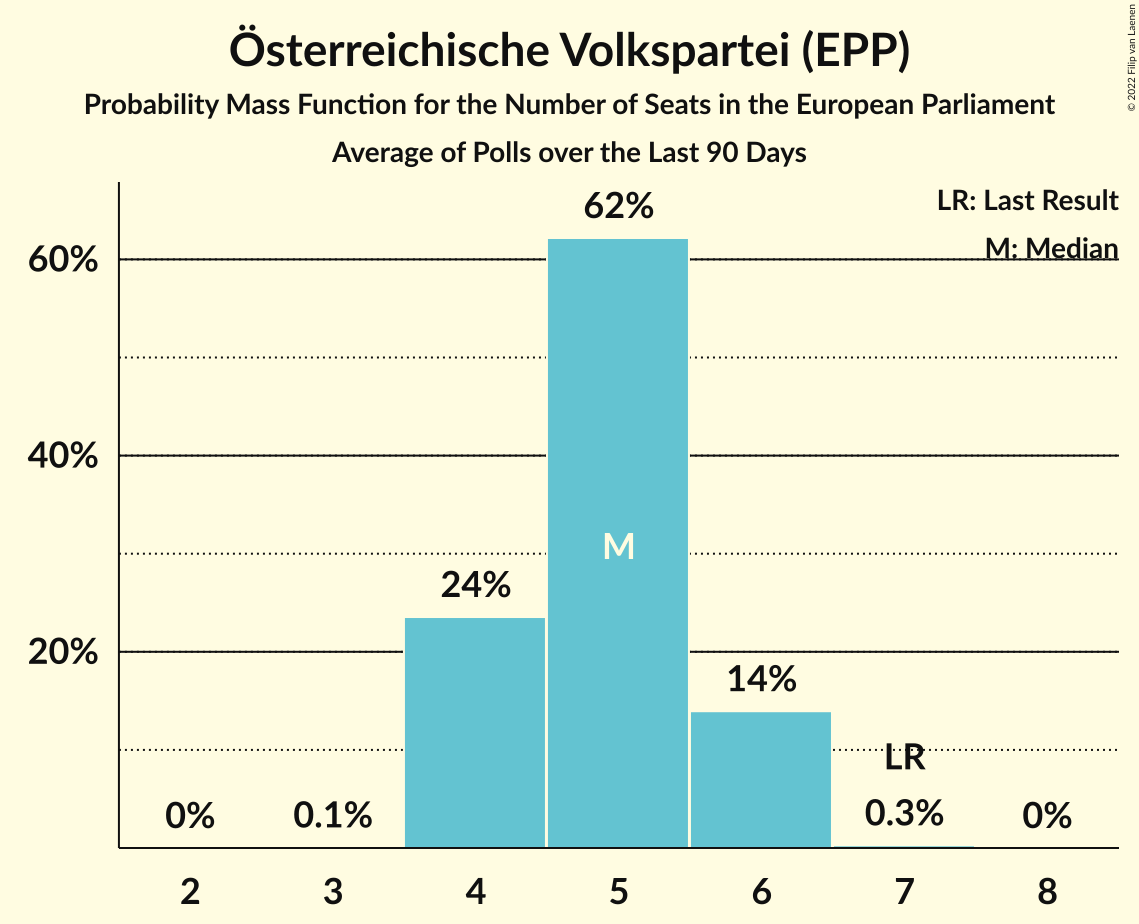 Österreichische Volkspartei (EPP)
Probability Mass Function for the Number of Seats in the European Parliament
Average of Polls over the Last 90 Days
© 2022 Filip van Laenen
LR: Last Result
M: Median
60%
40%
20%
0%
0.1%
24%
62%
M
14%
LR
0.3%
0%
2 3 4 5 6 7 8